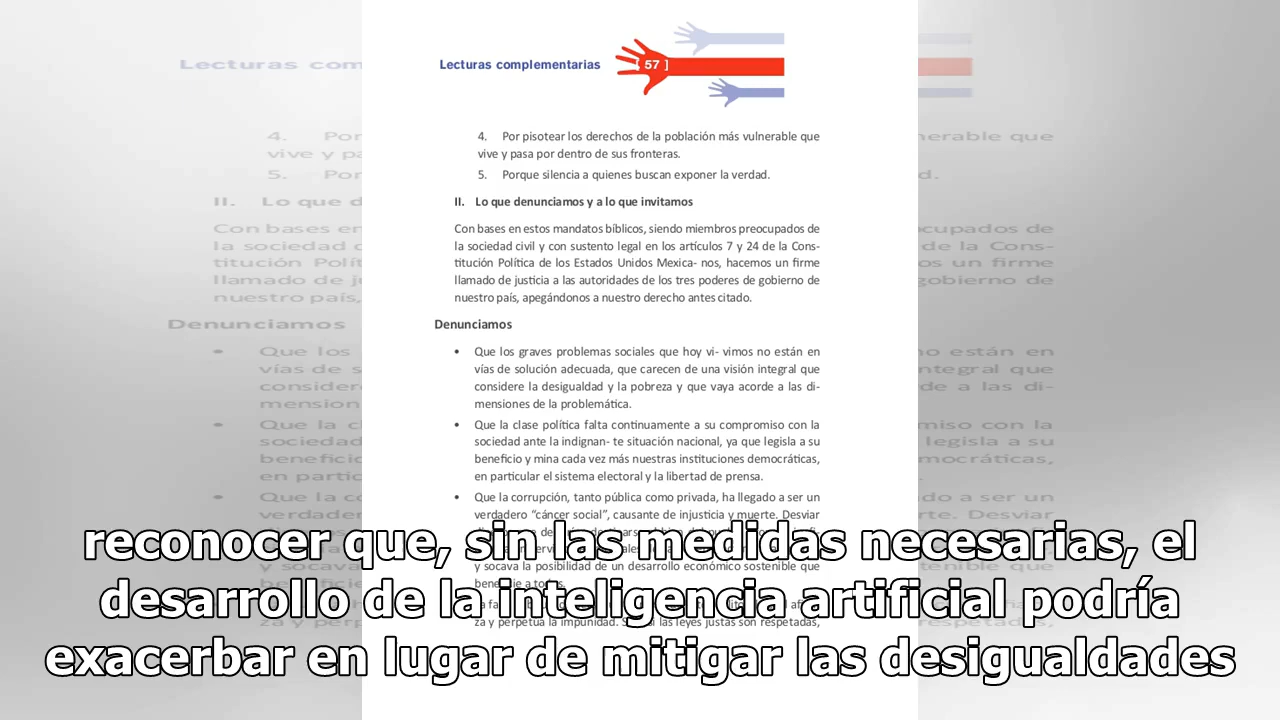 Lecturas complementarias [ 57 ]
4. Por pisotear los derechos de la población más vulnerable que
vive y pasa por dentro de sus fronteras.
5. Porque silencia a quienes buscan exponer la verdad.
II. Lo que denunciamos y a lo que invitamos
Con bases en estos mandatos bíblicos, siendo miembros preocupados de
la sociedad civil y con sustento legal en los artículos 7 y 24 de la Cons-
titución Política de los Estados Unidos Mexica- nos, hacemos un firme
llamado de justicia a las autoridades de los tres poderes de gobierno de
nuestro país, apegándonos a nuestro derecho antes citado.
Denunciamos
• Que los graves problemas sociales que hoy vi- vimos no están en
vías de solución adecuada, que carecen de una visión integral que
considere la desigualdad y la pobreza y que vaya acorde a las di-
mensiones de la problemática.
• Que la clase política falta continuamente a su compromiso con la
sociedad ante la indignan- te situación nacional, ya que legisla a su
beneficio y mina cada vez más nuestras instituciones democráticas,
en particular el sistema electoral y la libertad de prensa.
• Que la corrupción, tanto pública como privada, ha llegado a ser un
verdadero “cáncer social”, causante de injusticia y muerte. Desviar
y socava la posibilidad de un desarrollo económico sostenible que
za y perpetúa la impunidad. las leyes justas son respetadas,
reconocer que, sin las medidas necesarias, el
desarrollo de la inteligencia artificial podría
exacerbar en lugar de mitigar las desigualdades